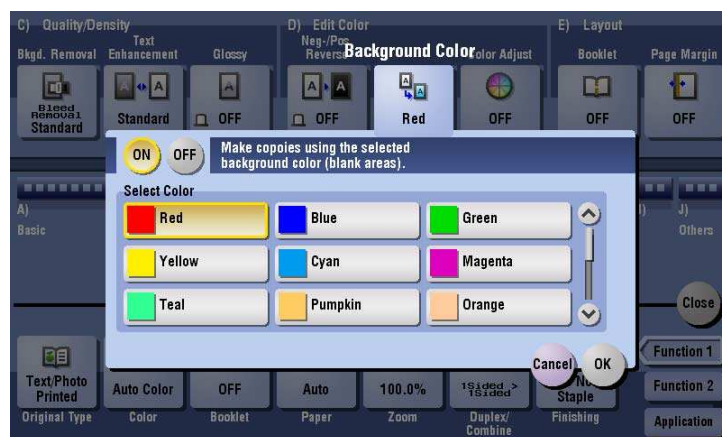 C) Quality/Density
D) Edit Color
E) Layout
Bkgd. Removal
Text
Enhancement
Glossy
Neg-/Pos
Reverse
Background Color
Color Adjust
Booklet
Page Margin
Bleed
Removal
Standard
Standard
OFF
OFF
Red
OFF
OFF
OFF
ON
OFF
Make copoies using the selected
background color (blank areas).
Select Color
Red
Blue
Green
Yellow
Cyan
Magenta
Teal
Pumpkin
Orange
A)
Basic
J)
Others
Close
Cancel
OK
Text/Photo
Printed
Auto Color
OFF
Auto
100.0%
1Sided >
1Sided
No
Staple
Original Type
Color
Booklet
Paper
Zoom
Duplex/
Combine
Finishing
Function 1
Function 2
Application